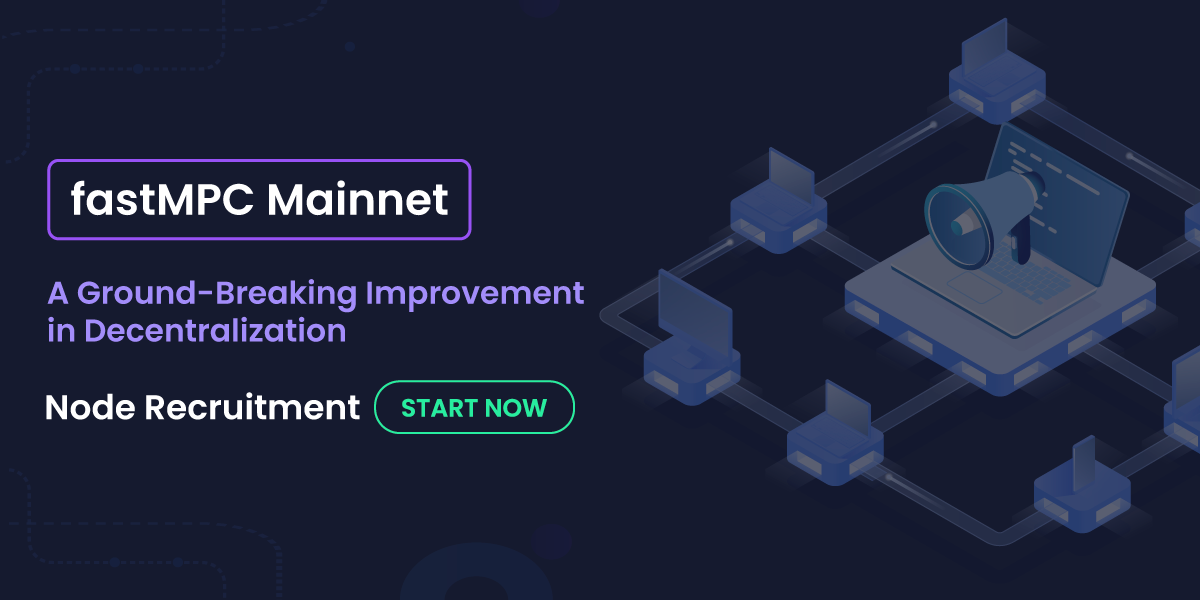 fastMPC Mainnet
A Ground-Breaking Improvement
in Decentralization
Node Recruitment START NOW